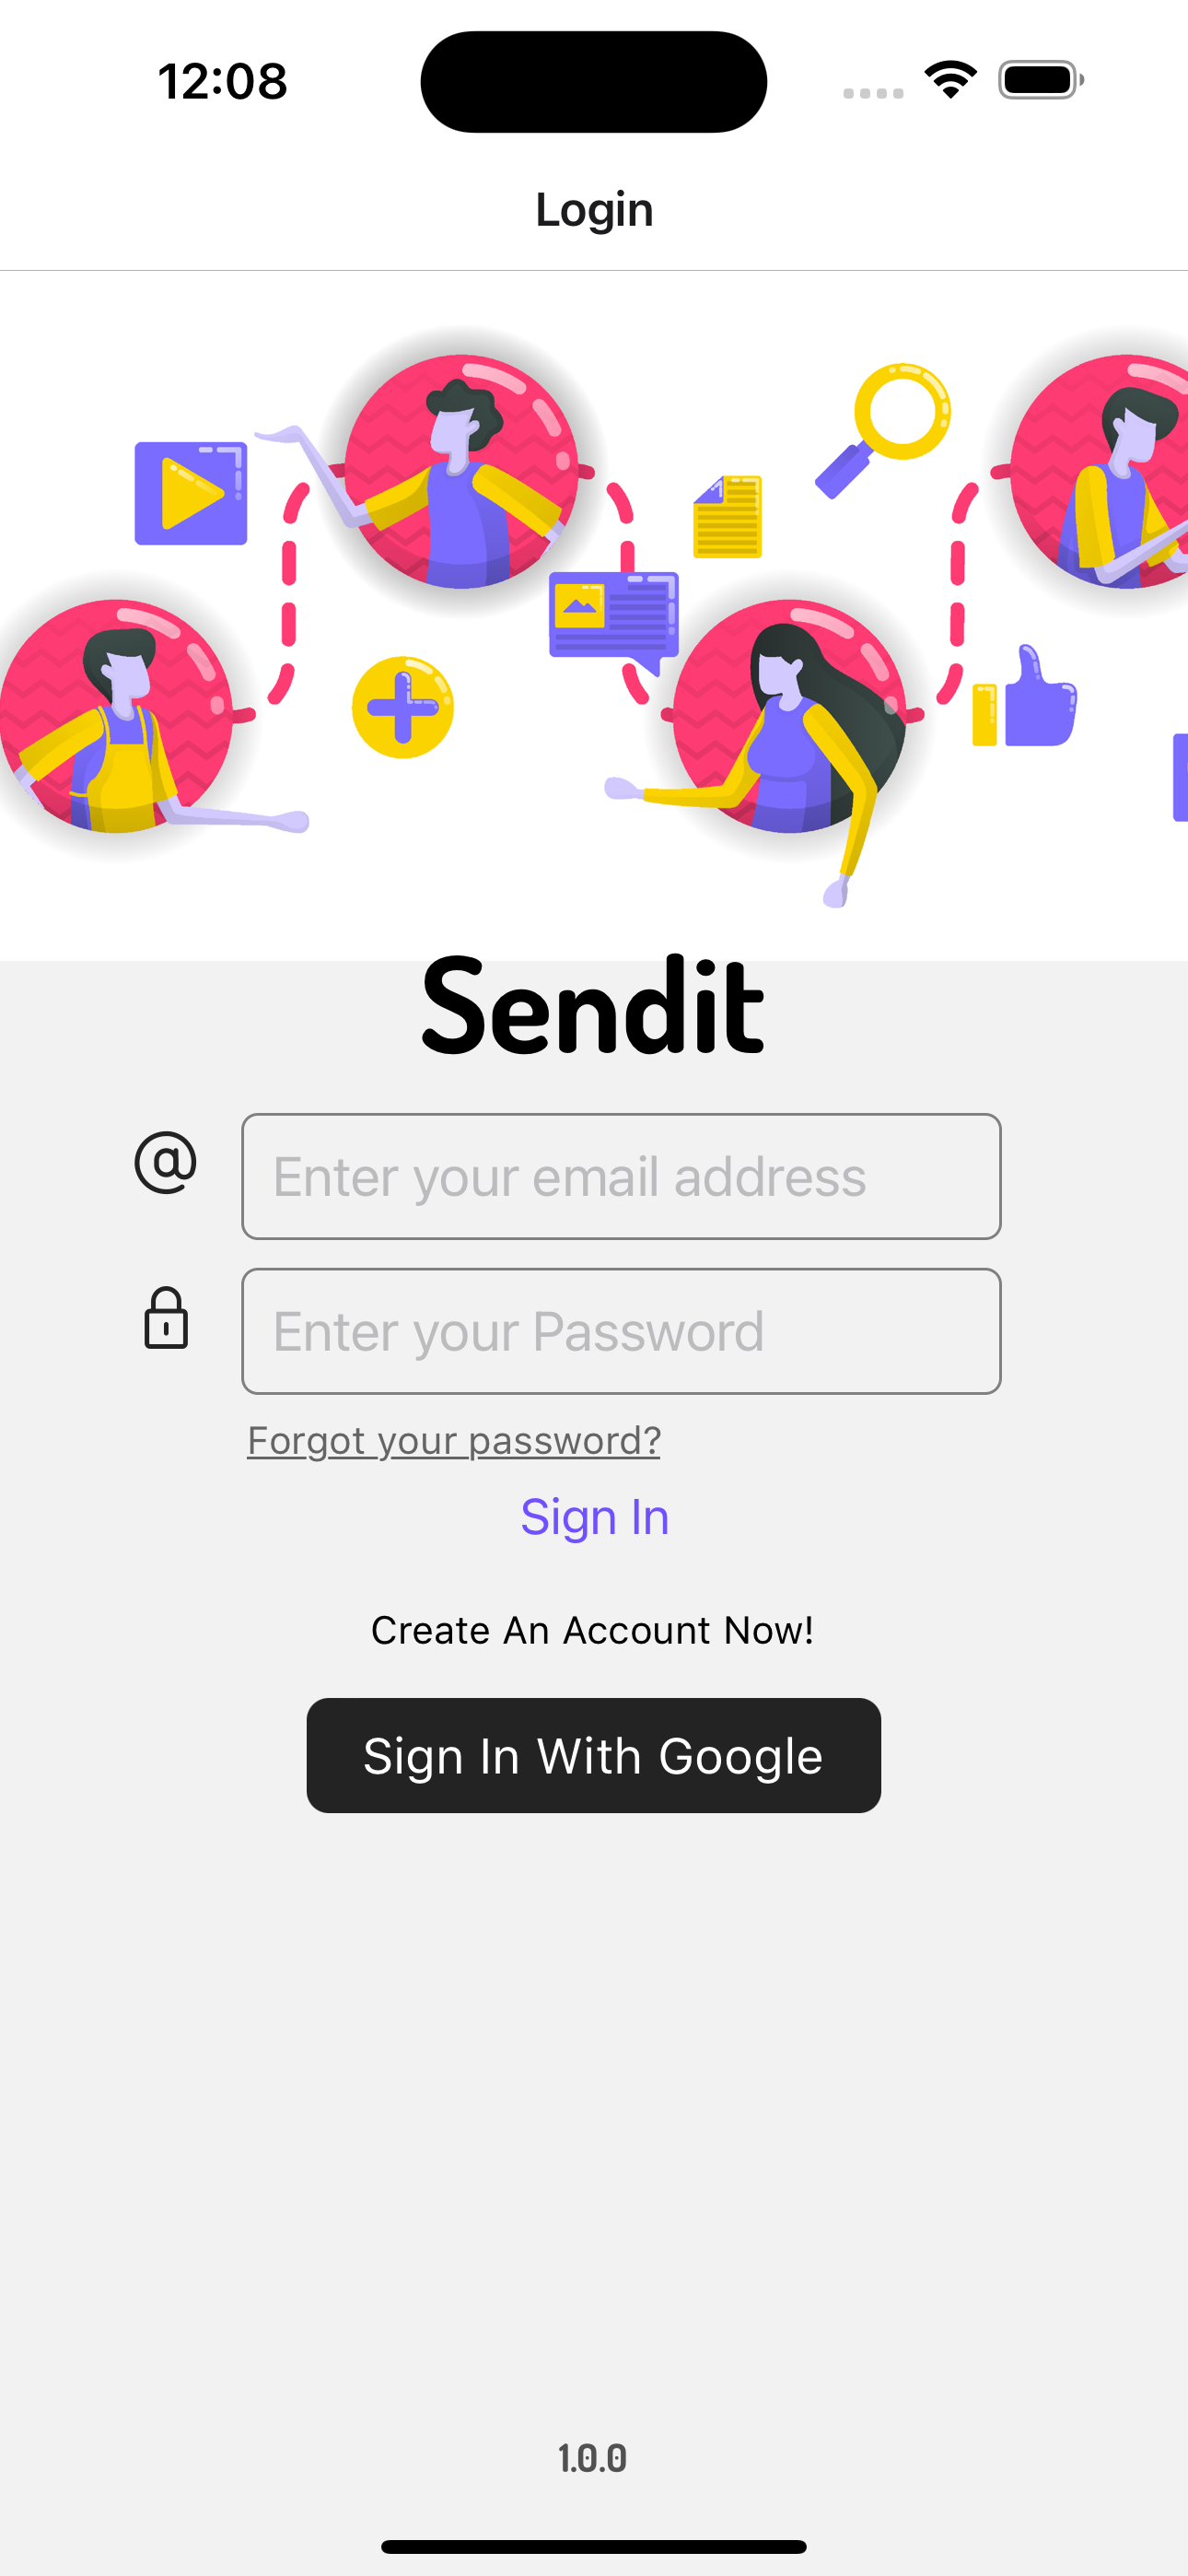 12:08
Login
Sendit
@
Enter your email address
Enter your Password
Forgot your password?
Sign In
Create An Account Now!
Sign In With Google
1.0.0